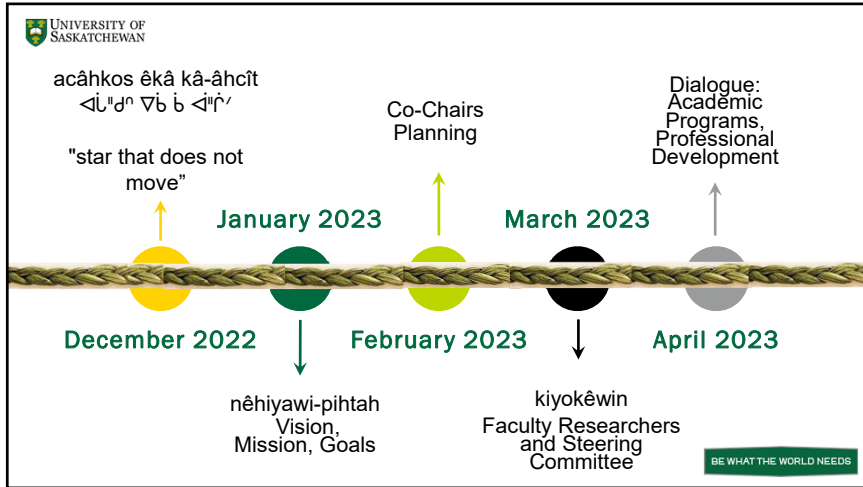 UNIVERSITY OF
SASKATCHEWAN
acâhkos êkâ kâ-âhcît
ᐊᒑᐦᑯᐢ ᐁᑳ ᑳ ᐋᐦᒌᐟ
"star that does not
move”
January 2023
Co-Chairs
Planning
March 2023
Dialogue:
Academic
Programs,
Professional
Development
December 2022
nêhiyawi-pihtah
Vision,
Mission, Goals
February 2023
kiyokêwin
Faculty Researchers
and Steering
Committee
April 2023
BE WHAT THE WORLD NEEDS